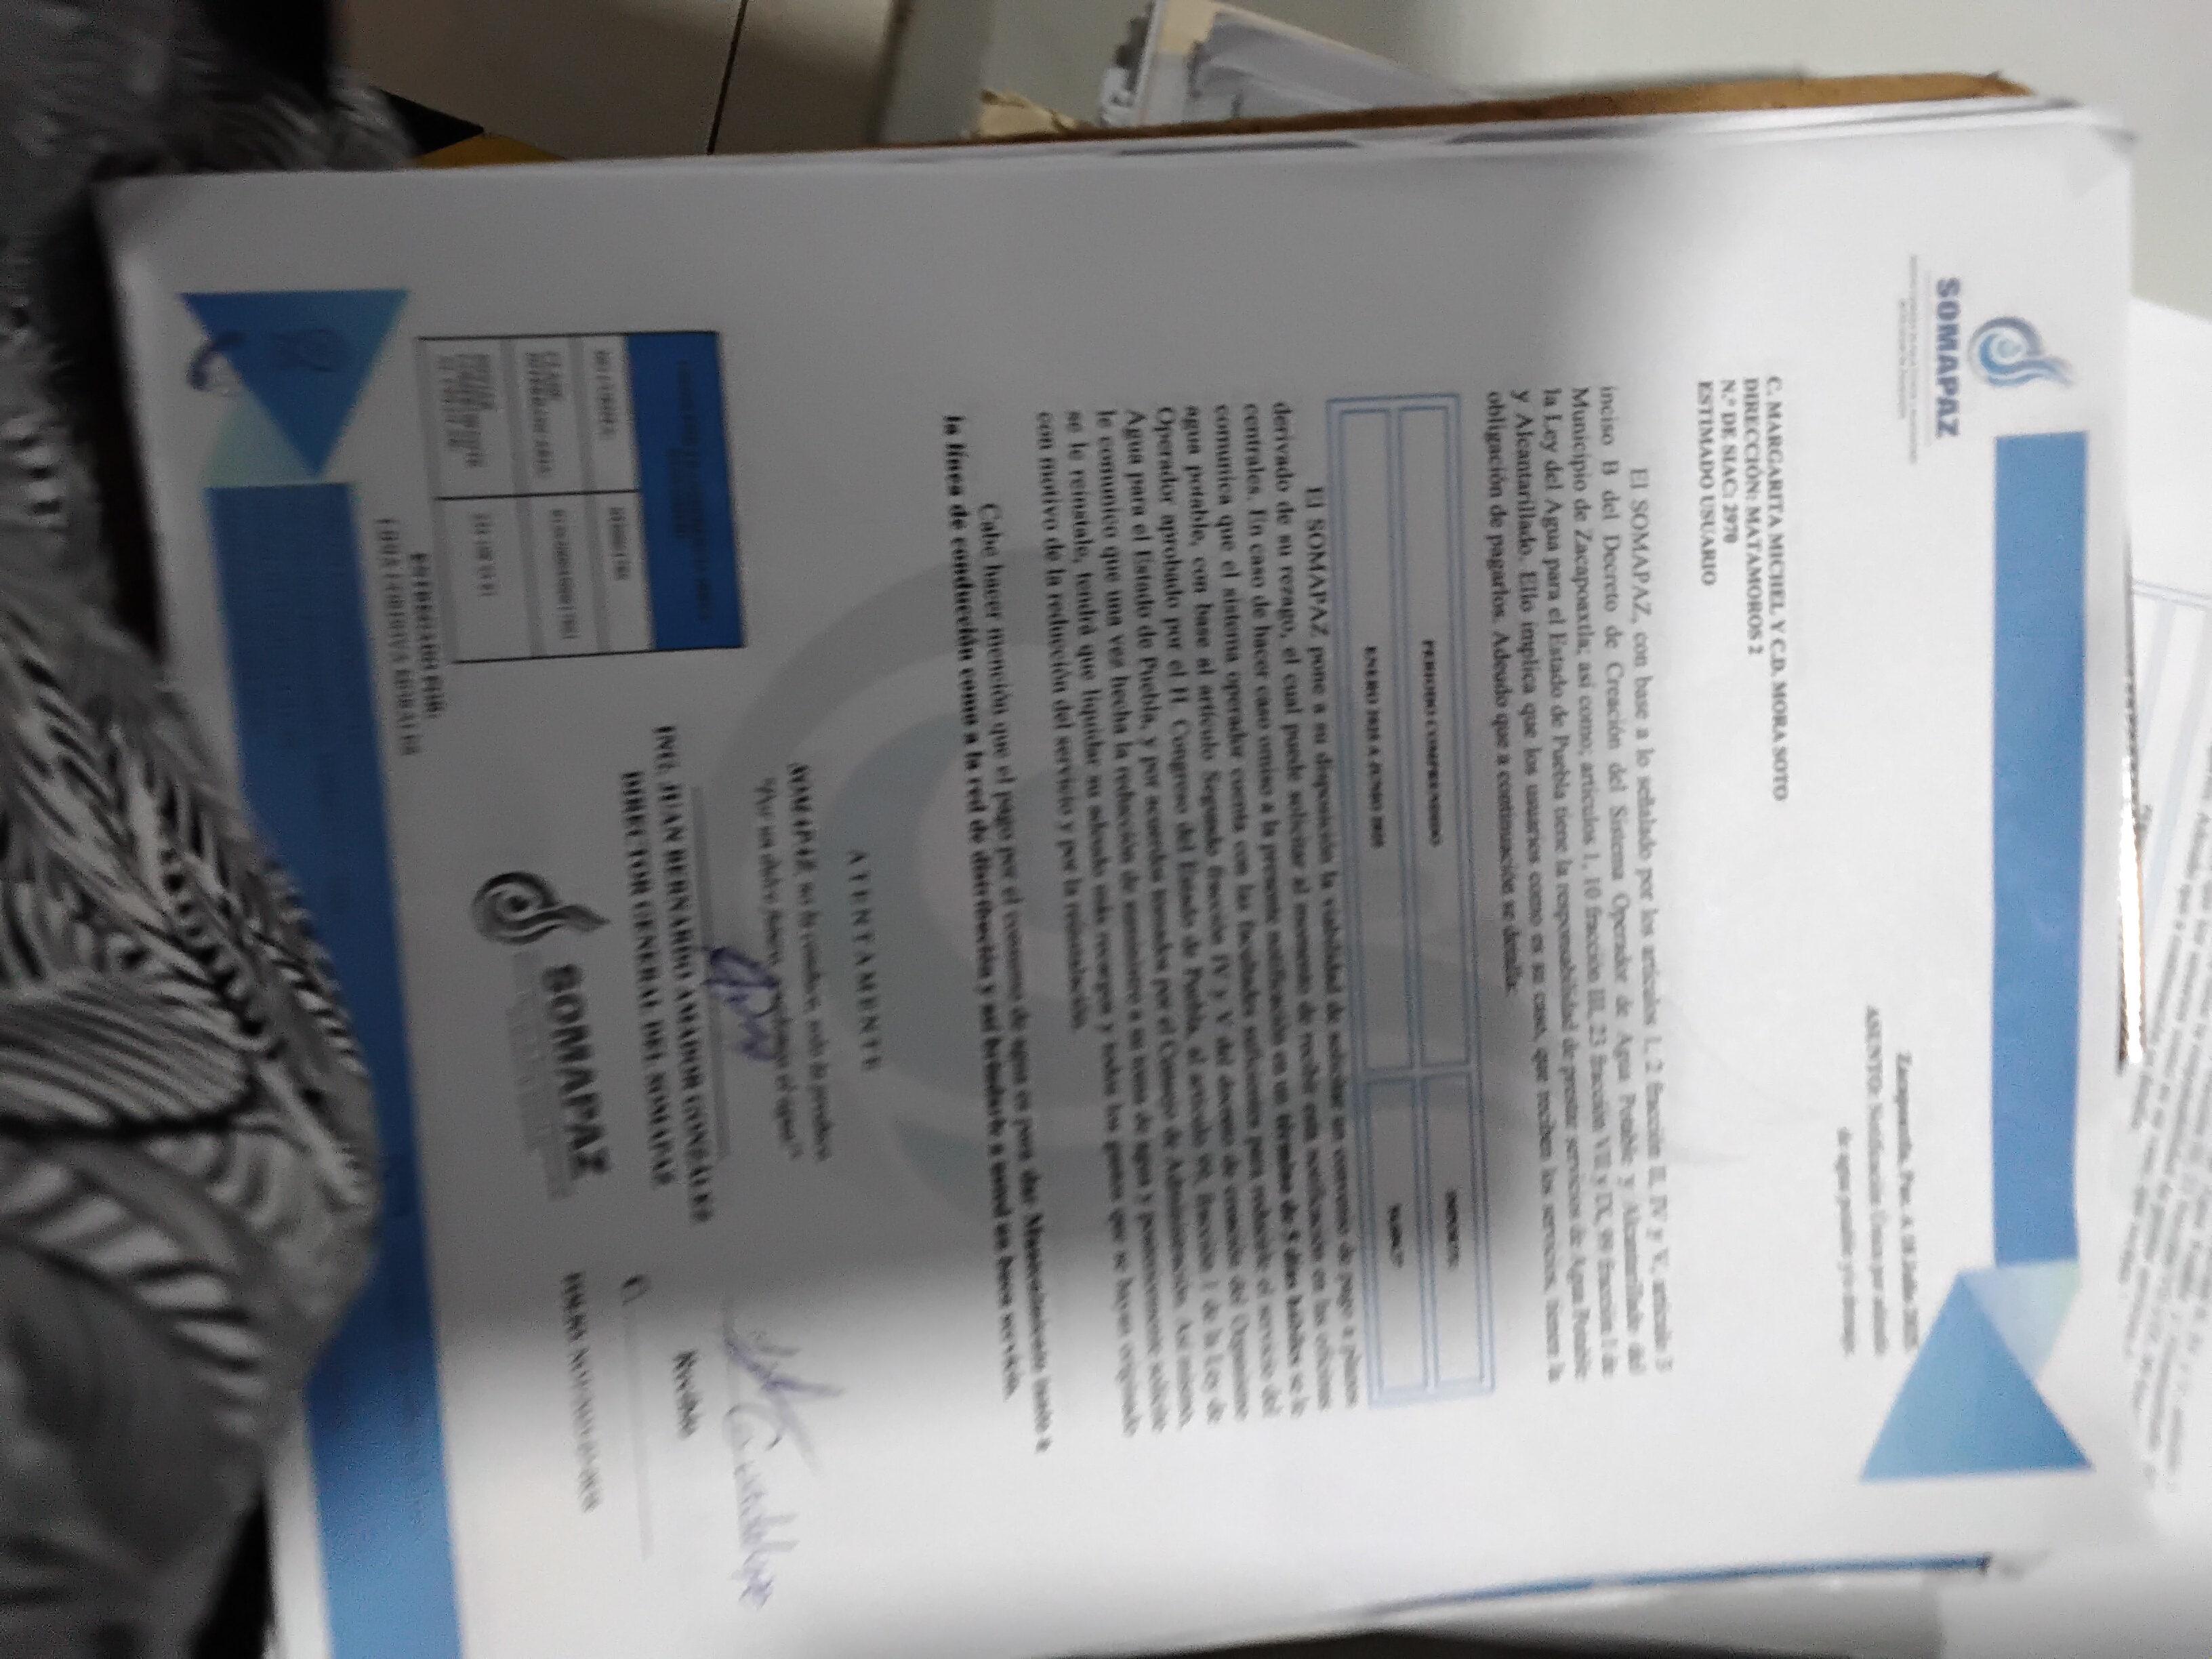 SOMAPAZ
Zacapoaxtla, Pue. A Julio 2025
ASUNTO: Notificación Única por adeudo
de agua potable y/o drenaje.
C. MARGARITA MICHEL Y C.D. MORA SOTO
DIRECCIÓN: MATAMOROS 2
N.º DE SIAC: 2970
ESTIMADO USUARIO
El SOMAPAZ, con base a lo señalado por los artículos 1, 2 fracción II, IV y V, artículo 3
inciso B del Decreto de Creación del Sistema Operador de Agua Potable y Alcantarillado del
Municipio de Zacapoaxtla; así como; artículos 1, 10 fracción III, 23 fracción VII y IX, 99 fracción I de
la Ley del Agua para el Estado de Puebla tiene la responsabilidad de prestar servicios de Agua Potable
y Alcantarillado. Ello implica que los usuarios como es su caso, que reciben los servicios, tienen la
obligación de pagarlos. Adeudo que a continuación se detalla:
PERIODO COMPRENDIDO
IMPORTE:
ENERO 2025 A JUNIO 2025
El SOMAPAZ pone a su disposición la viabilidad de solicitar un convenio de pago a plazos
derivado de su rezago, el cual puede solicitar al momento de recibir esta notificación en las oficinas
centrales. En caso de hacer caso omiso a la presente notificación en un término de 5 días hábiles se le
comunica que el sistema operador cuenta con las facultades suficientes para reducirle el servicio del
agua potable, con base al artículo Segundo fracción IV y V del decreto de creación del Organismo
Operador aprobado por el H. Congreso del Estado de Puebla, al artículo 99, fracción I de la Ley de
Agua para el Estado de Puebla, y por acuerdos tomados por el Consejo de Administración. Así mismo,
le comunico que una vez hecha la reducción de suministro a su toma de agua y posteriormente solicite
se le reinstale, tendrá que liquidar su adeudo más recargos y todos los gastos que se hayan originado
con motivo de la reducción del servicio y por la reinstalación.
Cabe hacer mención que el pago por el consumo de agua es para dar Mantenimiento tanto a
la línea de conducción como a la red de distribución y así brindarle a usted un buen servicio.
ATENTAMENTE
SOMAPAZ, no la conduce, solo la produce.
"Por un dulce futuro, cuidemos el agua"
Guadalupe
ING. JUAN BERNARDO AMADOR GONZÁLEZ
DIRECTOR GENERAL DEL SOMAPAZ
Recibió
C.
SOMAPAZ
FOLIO:
NO CUENTA:
CLABE
INTERBANCARIA:
ENVIAR
COMPROBANTE
AL CELULAR:
ENTREGADO POR:
CORDOVA MORALES